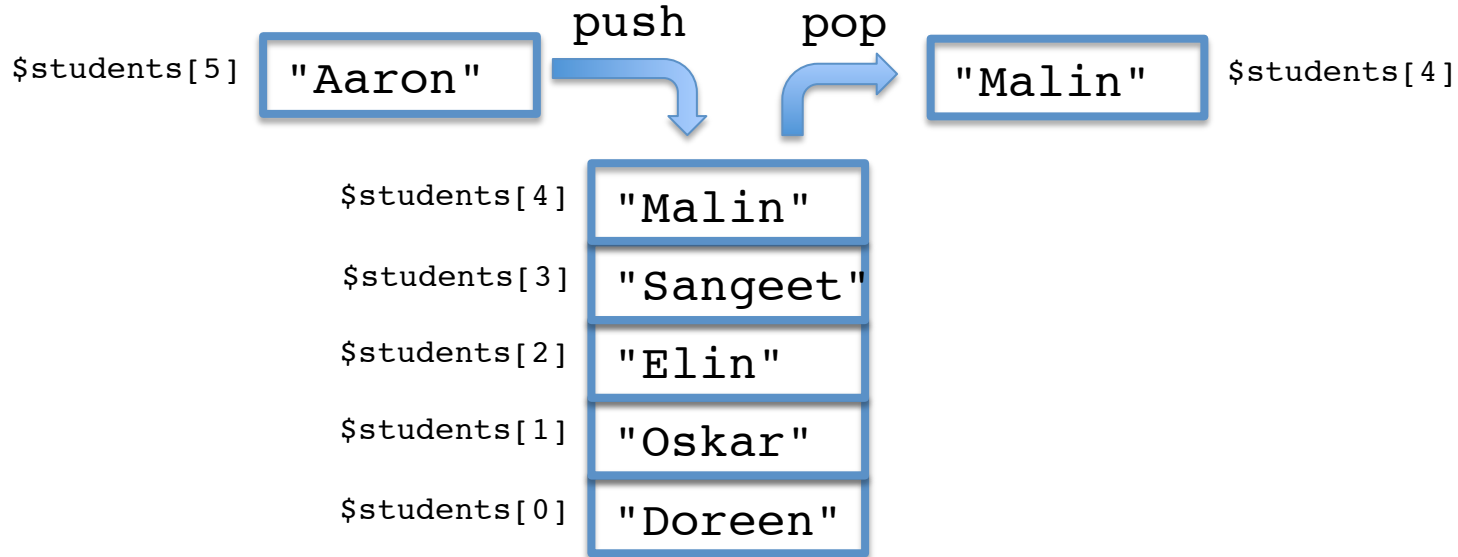 push pop
$students[5] "Aaron" "Malin" $students[4]
$students[4] "Malin"
$students[3] "Sangeet"
$students[2] "Elin"
$students[1] "Oskar"
$students[0] "Doreen"